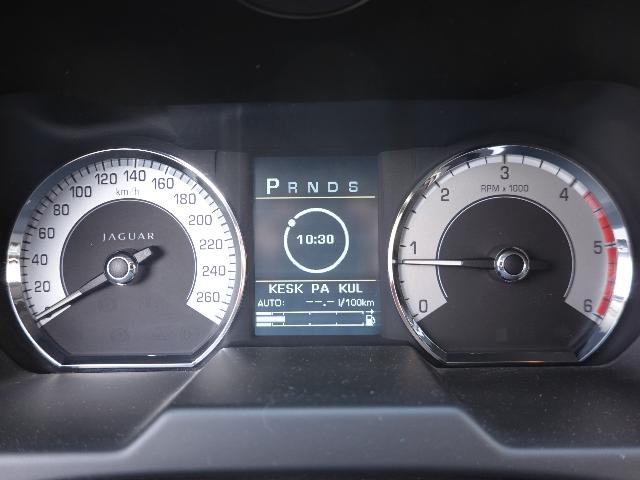 20 40 60 80 100 120 140 160 180 200 220 240 260
km/h
JAGUAR
P R N D S
10:30
KESK PA KUL
AUTO: --.- l/100km
0 1 2 3 4 5 6
RPM x 1000